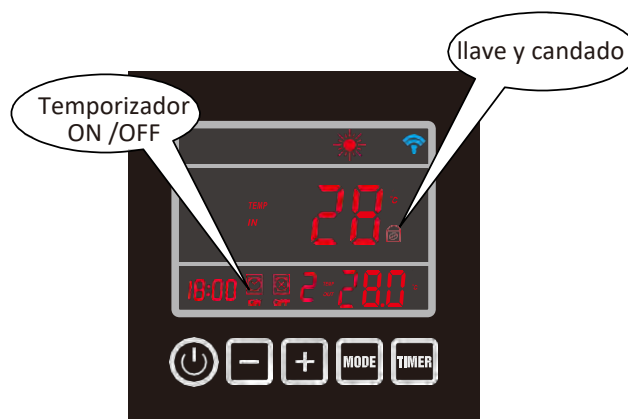 llave y candado
Temporizador
ON /OFF
TEMP
IN
28
18:00 ON OFF 2 28.0
MODE TIMER